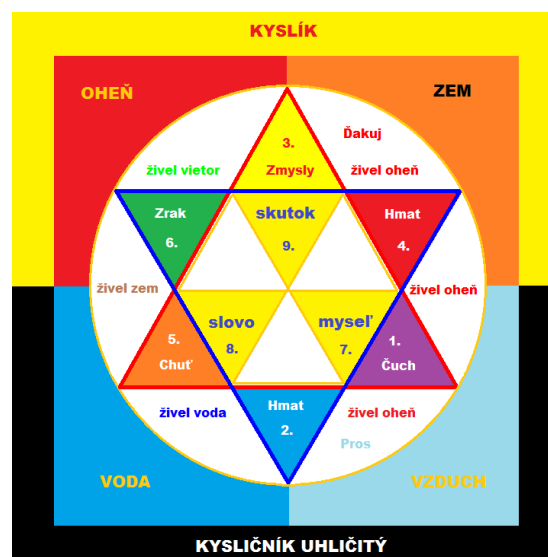 KYSLÍK
OHEŇ
ZEM
Ďakuj
3.
Zmysly
živel vietor
živel oheň
Zrak
6.
skutok
9.
Hmat
4.
živel zem
živel oheň
slovo
8.
myseľ
7.
5.
Chuť
1.
Čuch
živel voda
Hmat
2.
živel oheň
Pros
VODA
VZDUCH
KYSLIČNÍK UHLIČITÝ